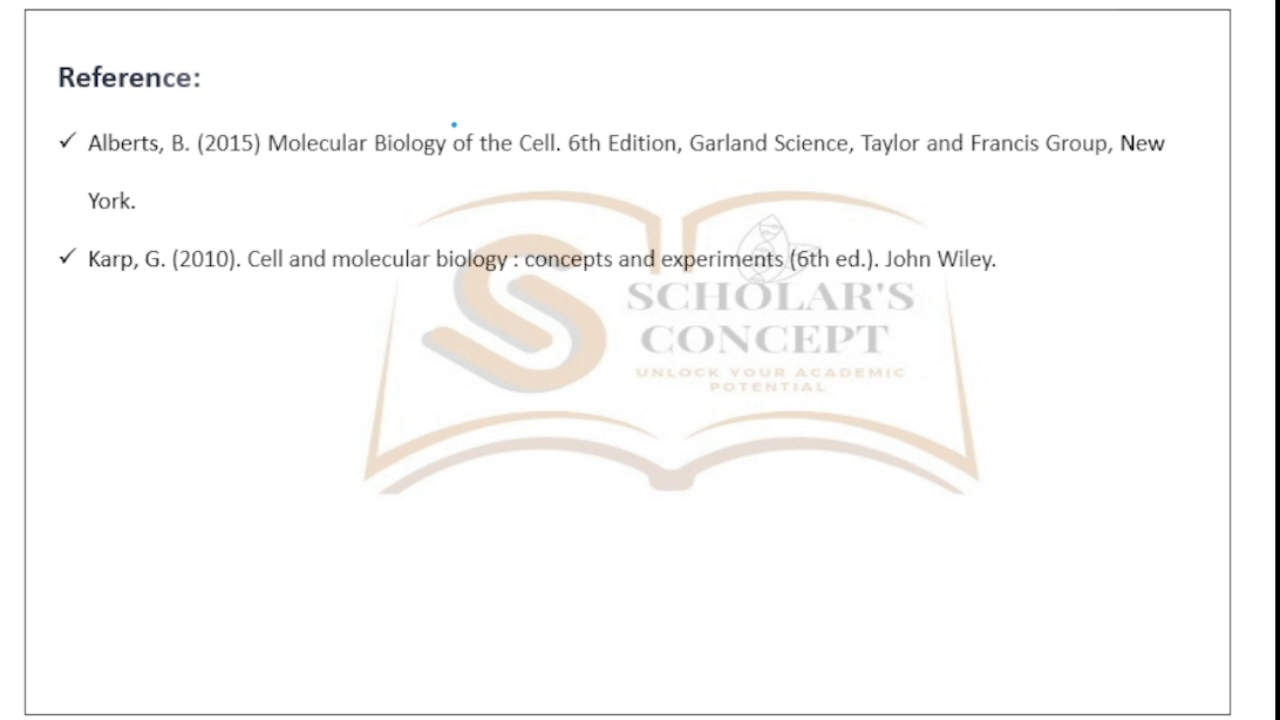 Reference:
✓ Alberts, B. (2015) Molecular Biology of the Cell. 6th Edition, Garland Science, Taylor and Francis Group, New
York.
✓ Karp, G. (2010). Cell and molecular biology : concepts and experiments (6th ed.). John Wiley.
SCHOLAR'S
CONCEPT
UNLOCK YOUR ACADEMIC
POTENTIAL